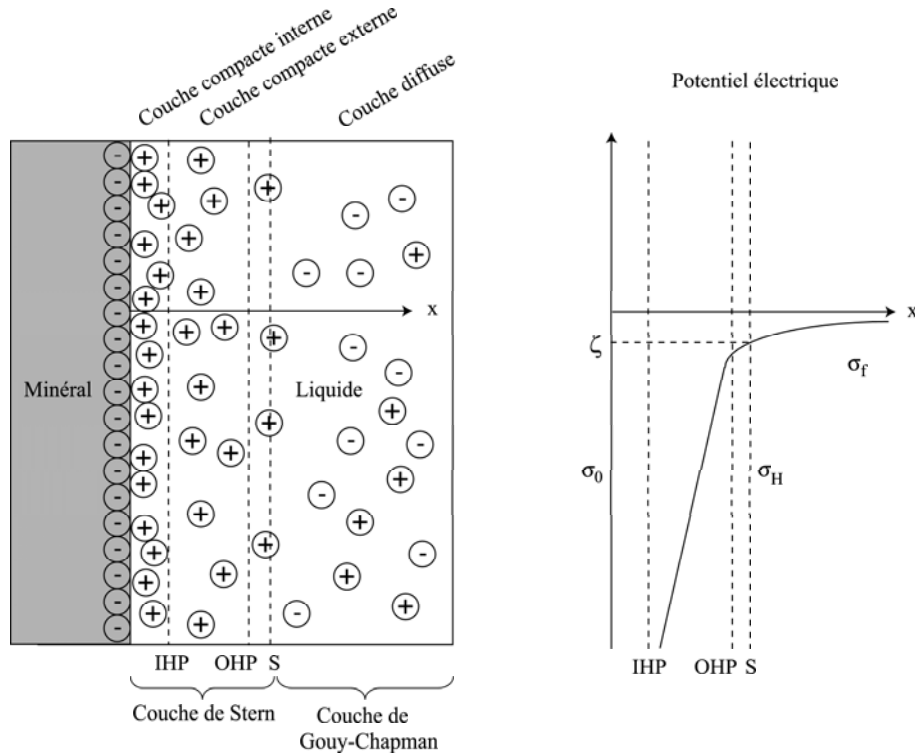 Couche compacte interne
Couche compacte externe
Couche diffuse
Minéral
Liquide
x
IHP
OHP
S
Couche de Stern
Couche de
Gouy-Chapman
Potentiel électrique
x
ζ
σf
σ0
σH
IHP
OHP
S